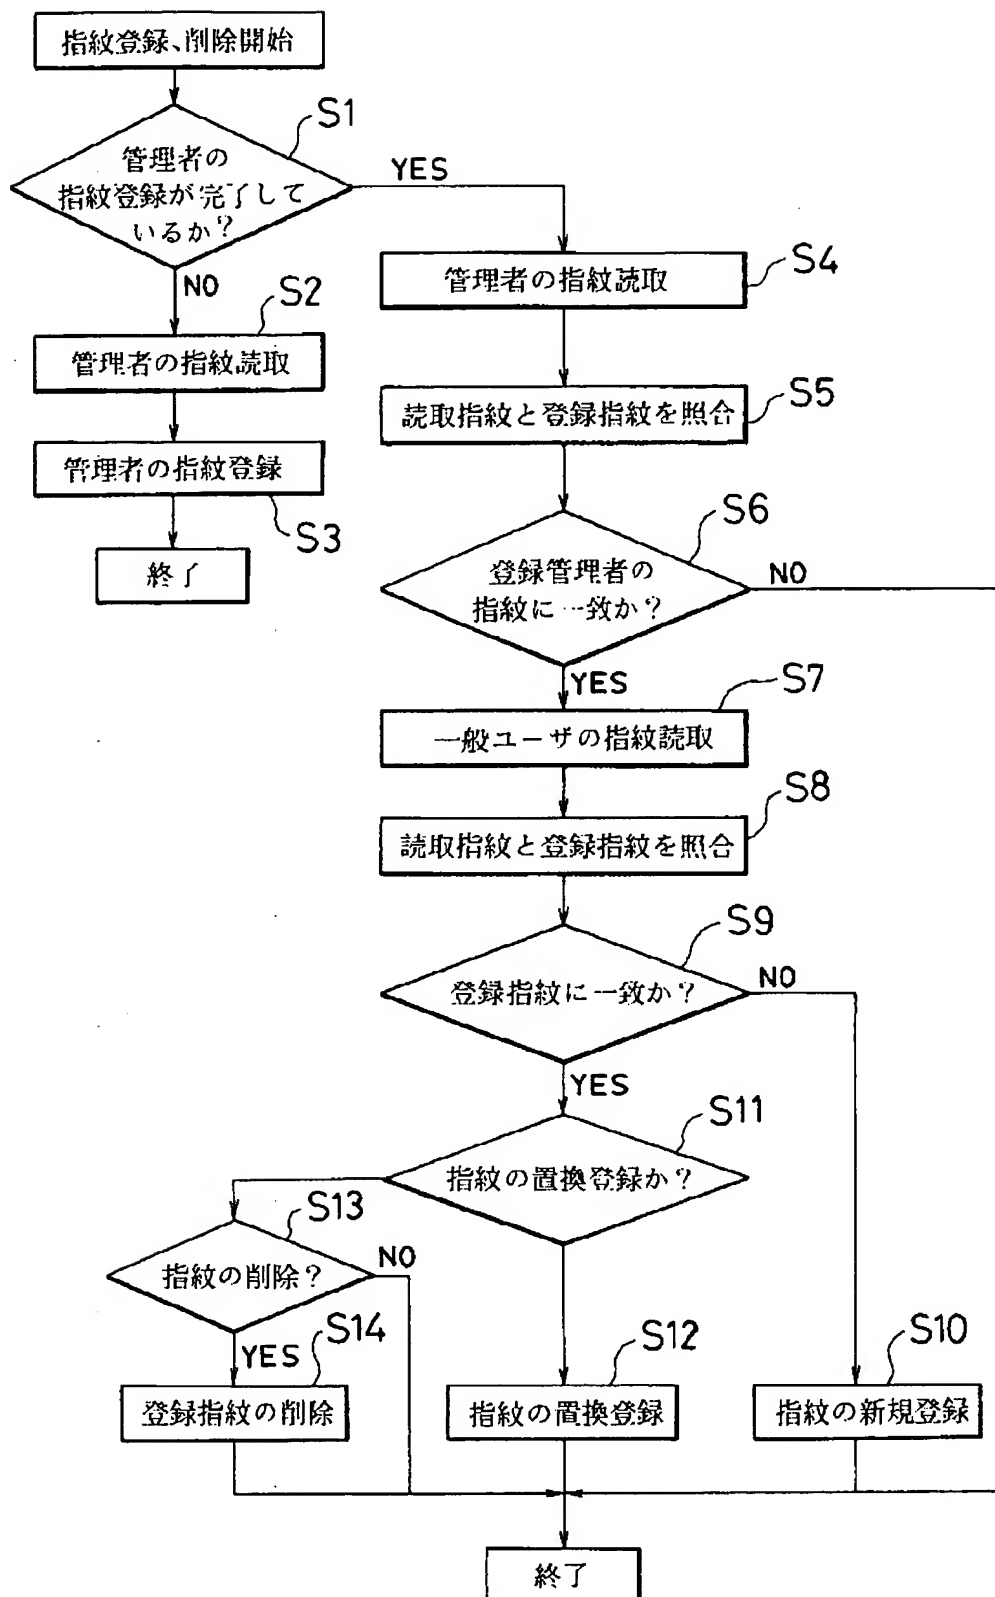 指紋登録、削除開始
S1
管理者の
指紋登録が完了して
いるか?
YES
NO
S2
管理者の指紋読取
管理者の指紋登録
S3
終了
S4
管理者の指紋読取
S5
読取指紋と登録指紋を照合
S6
登録管理者の
指紋に一致か?
NO
YES
S7
一般ユーザの指紋読取
S8
読取指紋と登録指紋を照合
S9
登録指紋に一致か?
NO
YES
S11
指紋の置換登録か?
S13
指紋の削除?
NO
YES
S14
登録指紋の削除
S12
指紋の置換登録
S10
指紋の新規登録
終了